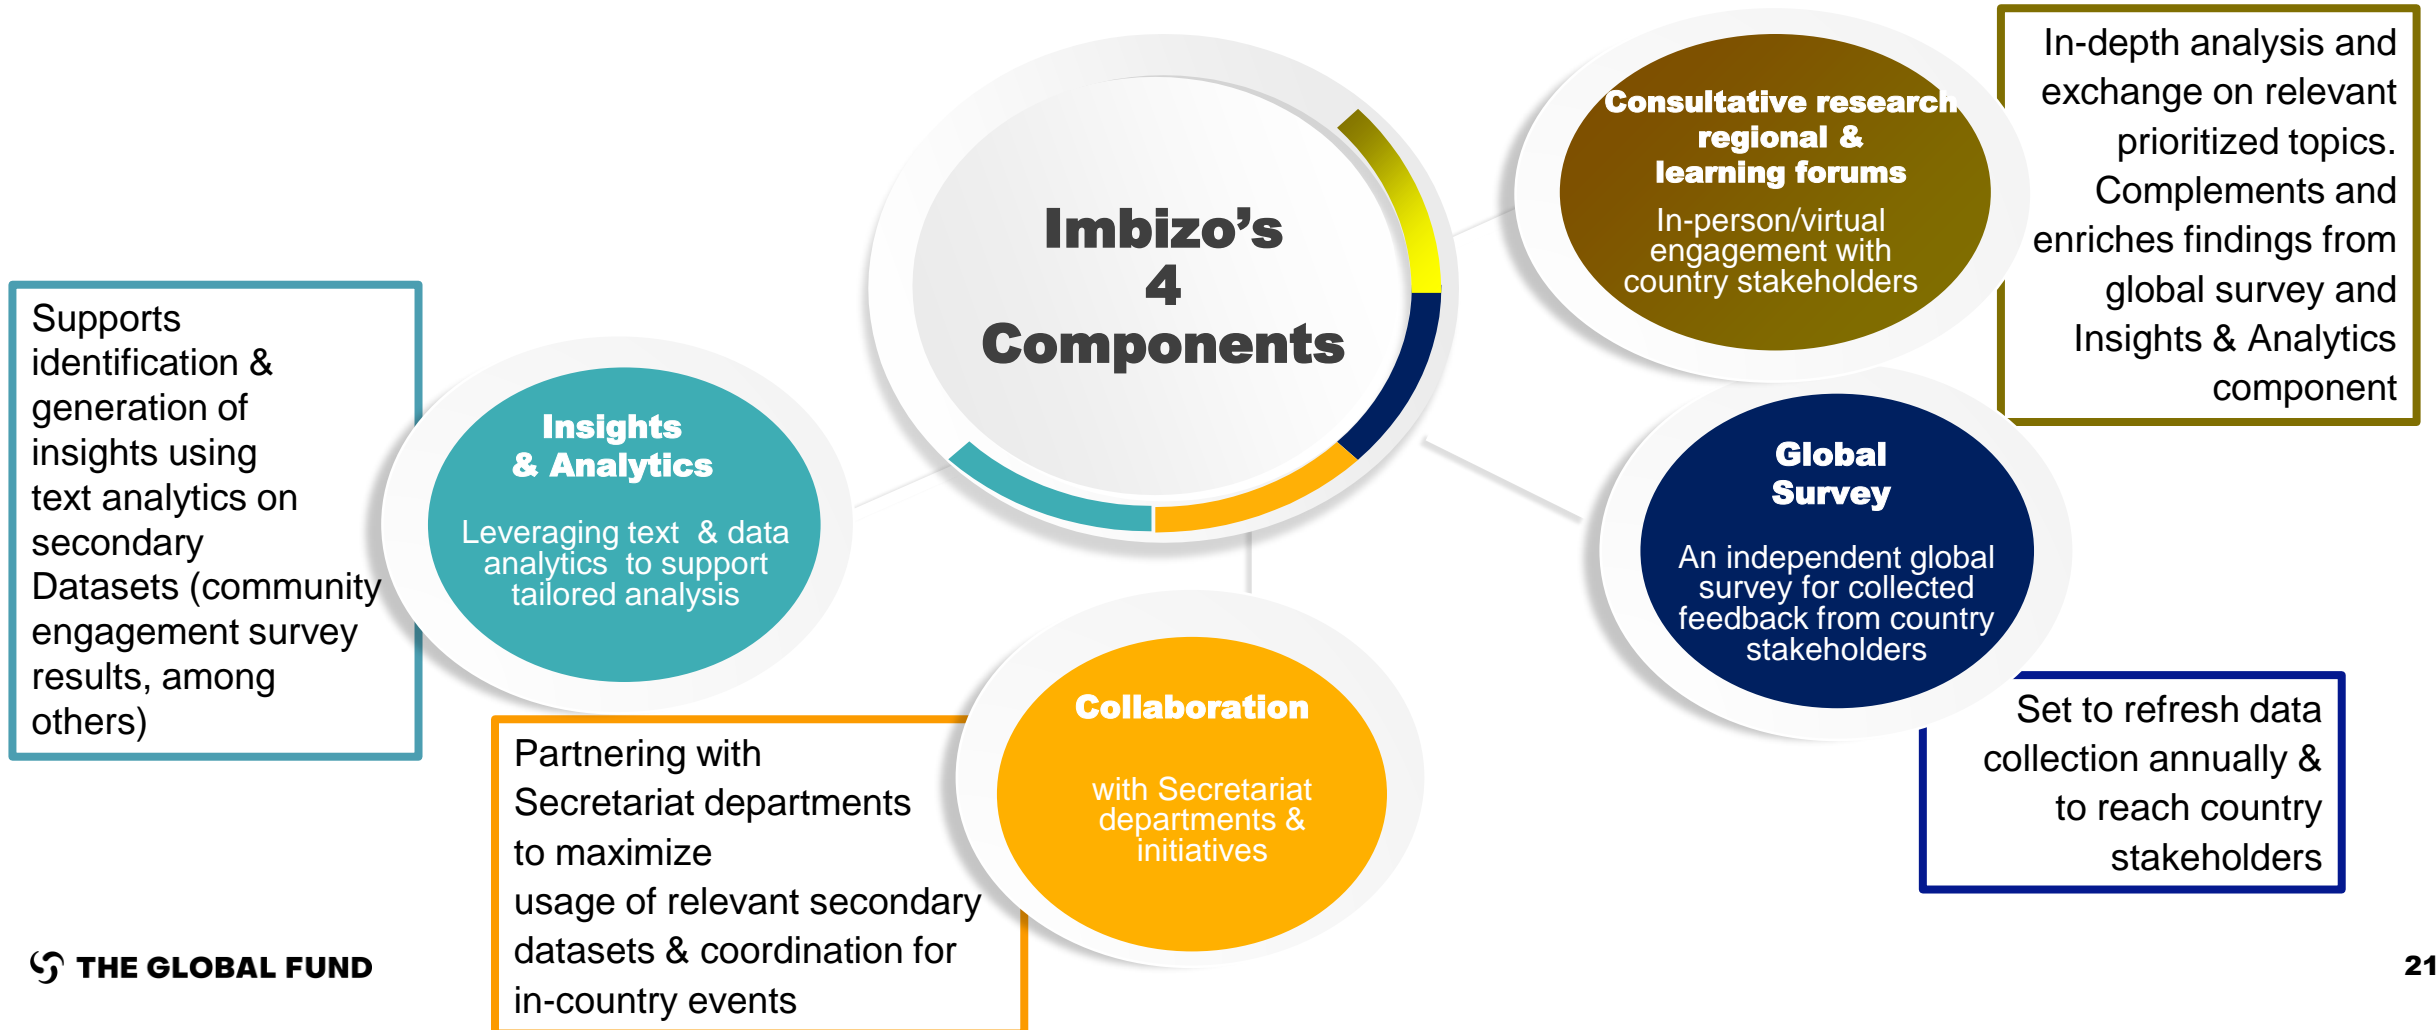 Imbizo’s
4
Components
Consultative research
regional &
learning forums
In-person/virtual
engagement with
country stakeholders
In-depth analysis and
exchange on relevant
prioritized topics.
Complements and
enriches findings from
global survey and
Insights & Analytics
component
Global
Survey
An independent global
survey for collected
feedback from country
stakeholders
Set to refresh data
collection annually &
to reach country
stakeholders
Collaboration
with Secretariat
departments &
initiatives
Partnering with
Secretariat departments
to maximize
usage of relevant secondary
datasets & coordination for
in-country events
Insights
& Analytics
Leveraging text & data
analytics to support
tailored analysis
Supports
identification &
generation of
insights using
text analytics on
secondary
Datasets (community
engagement survey
results, among
others)
THE GLOBAL FUND
21